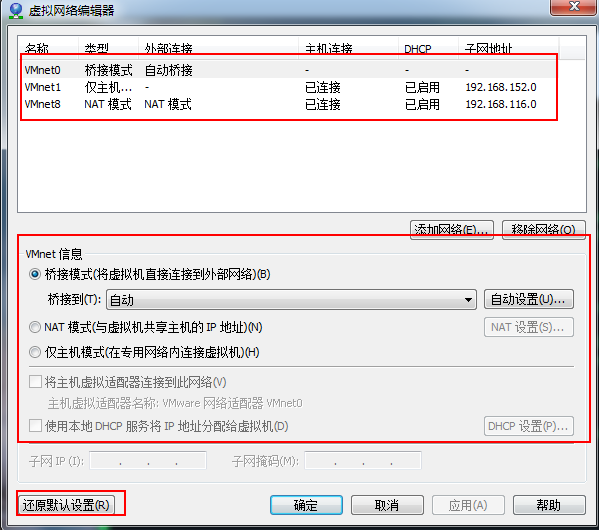 虚拟网络编辑器
名称 类型 外部连接 主机连接 DHCP 子网地址
VMnet0 桥接模式 自动桥接 - - -
VMnet1 仅主机... - 已连接 已启用 192.168.152.0
VMnet8 NAT 模式 NAT 模式 已连接 已启用 192.168.116.0
添加网络(E)... 移除网络(O)
VMnet 信息
桥接模式(将虚拟机直接连接到外部网络)(B)
桥接到(T): 自动 自动设置(U)...
NAT 模式(与虚拟机共享主机的 IP 地址)(N) NAT 设置(S)...
仅主机模式(在专用网络内连接虚拟机)(H)
将主机虚拟适配器连接到此网络(V)
主机虚拟适配器名称: VMware 网络适配器 VMnet0
使用本地 DHCP 服务将 IP 地址分配给虚拟机(D) DHCP 设置(P)...
子网 IP (I): . . . 子网掩码(M): . . .
还原默认设置(R) 确定 取消 应用(A) 帮助